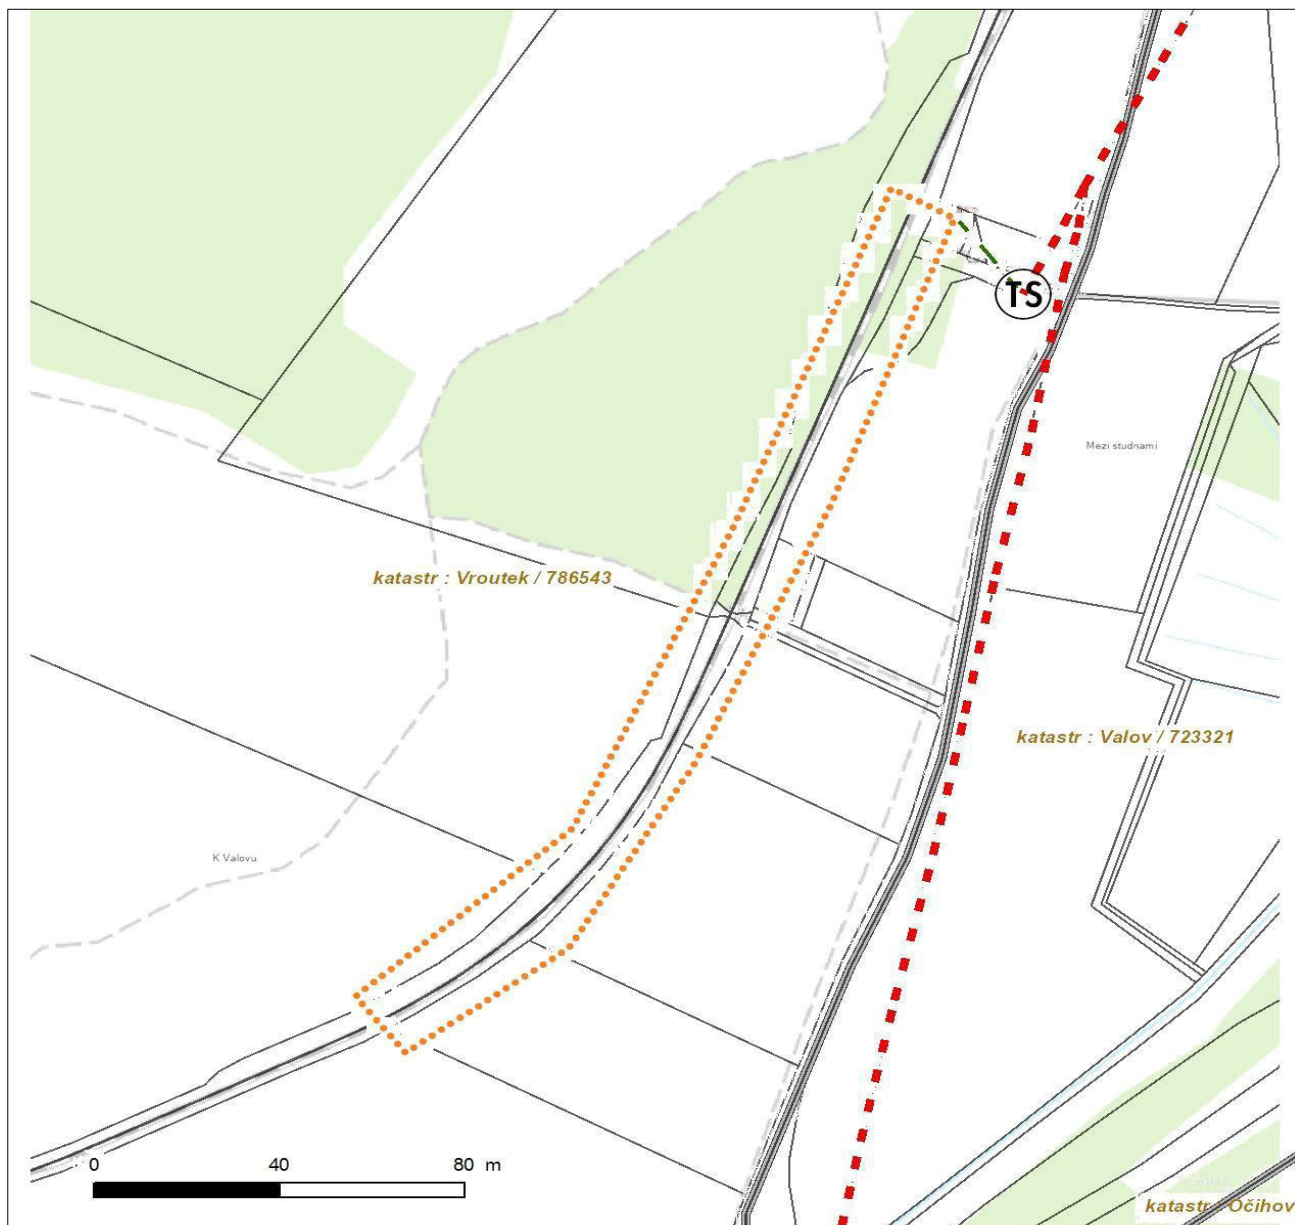 TS
Mezi studnami
katastr : Vroutek / 786543
katastr : Valov / 723321
K Valovu
0 40 80 m
katastr : Očihov